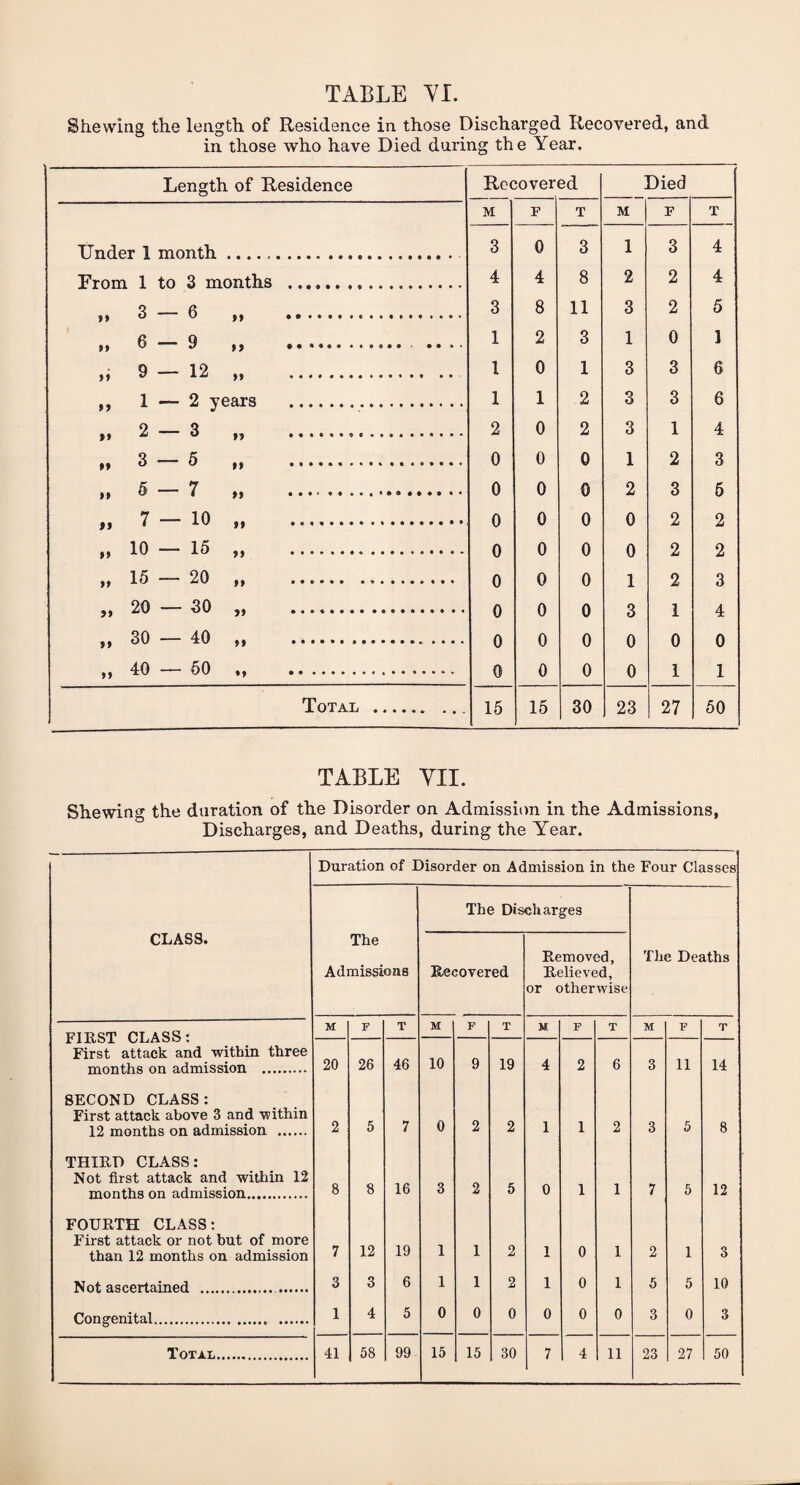 TABLE VI.
Shewing the length of Residence in those Discharged Recovered, and
in those who have Died during the Year.
Length of Residence Recovered Died
M F T M F T
Under 1 month 3 0 3 1 3 4
From 1 to 3 months 4 4 8 2 2 4
„ 3 — 6 „ 3 8 11 3 2 5
„ 6 — 9 „ 1 2 3 1 0 1
„ 9 — 12 „ 1 0 1 3 3 6
„ 1 — 2 years 1 1 2 3 3 6
„ 2 — 3 „ 2 0 2 3 1 4
„ 3 — 5 „ 0 0 0 1 2 3
„ 5 — 7 „ 0 0 0 2 3 5
„ 7 — 10 „ 0 0 0 0 2 2
„ 10 — 15 „ 0 0 0 0 2 2
„ 15 — 20 „ 0 0 0 1 2 3
„ 20 — 30 „ 0 0 0 3 1 4
„ 30 — 40 „ 0 0 0 0 0 0
„ 40 — 50 „ 0 0 0 0 1 1
TOTAL 15 15 30 23 27 50
TABLE VII.
Shewing the duration of the Disorder on Admission in the Admissions,
Discharges, and Deaths, during the Year.
Duration of Disorder on Admission in the Four Classes
CLASS.
The
Admissions
The Discharges
Recovered
Removed,
Relieved,
or otherwise
The Deaths
M F T M F T M F T M F T
FIRST CLASS:
First attack and within three
months on admission 20 26 46 10 9 19 4 2 6 3 11 14
SECOND CLASS:
First attack above 3 and within
12 months on admission 2 5 7 0 2 2 1 1 2 3 5 8
THIRD CLASS:
Not first attack and within 12
months on admission 8 8 16 3 2 5 0 1 1 7 5 12
FOURTH CLASS:
First attack or not but of more
than 12 months on admission 7 12 19 1 1 2 1 0 1 2 1 3
Not ascertained 3 3 6 1 1 2 1 0 1 5 5 10
Congenital 1 4 5 0 0 0 0 0 0 3 0 3
TOTAL 41 58 99 15 15 30 7 4 11 23 27 50